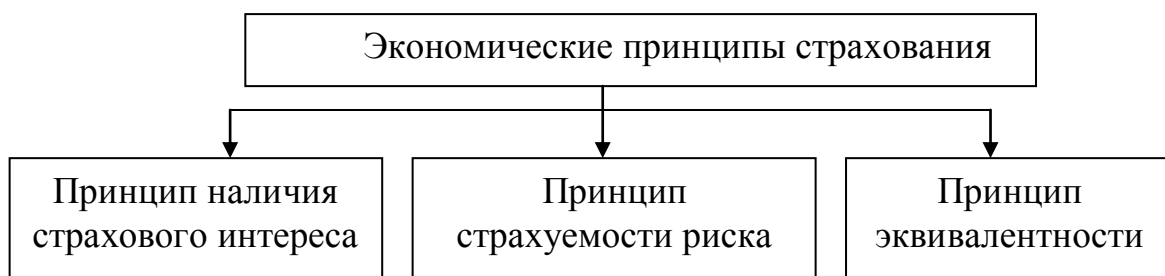 Экономические принципы страхования
Принцип наличия
страхового интереса
Принцип
страхуемости риска
Принцип
эквивалентности